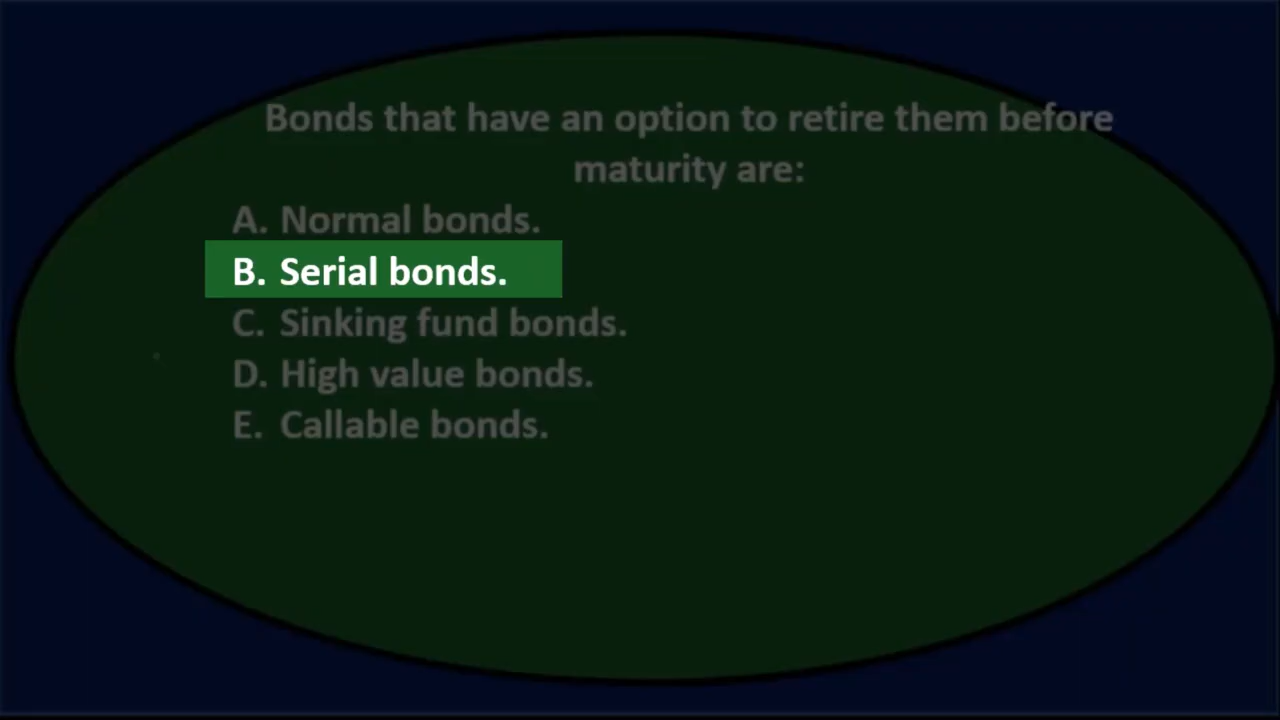 Bonds that have an option to retire them before
maturity are:
A. Normal bonds.
B. Serial bonds.
C. Sinking fund bonds.
D. High value bonds.
E. Callable bonds.